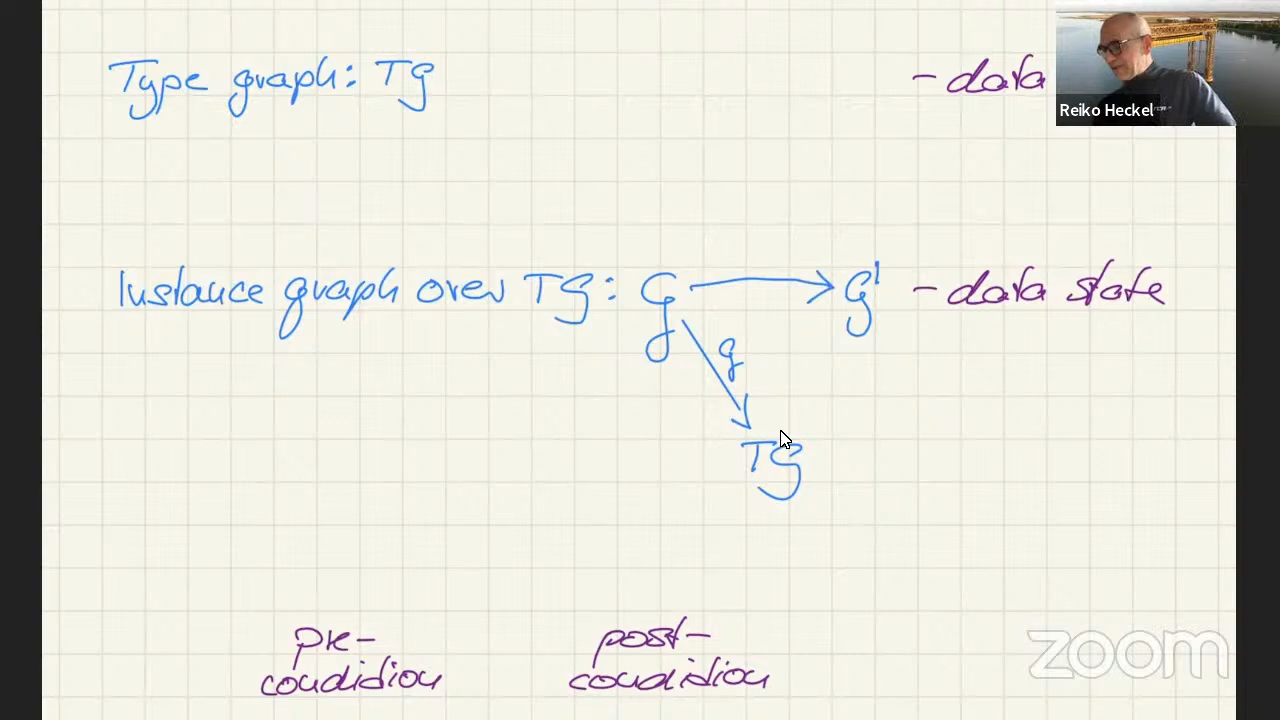 Type graph: TG
- data
Reiko Heckel
Instance graph over TG: G G' - data state
g
TG
pre- post-
condition condition
zoom